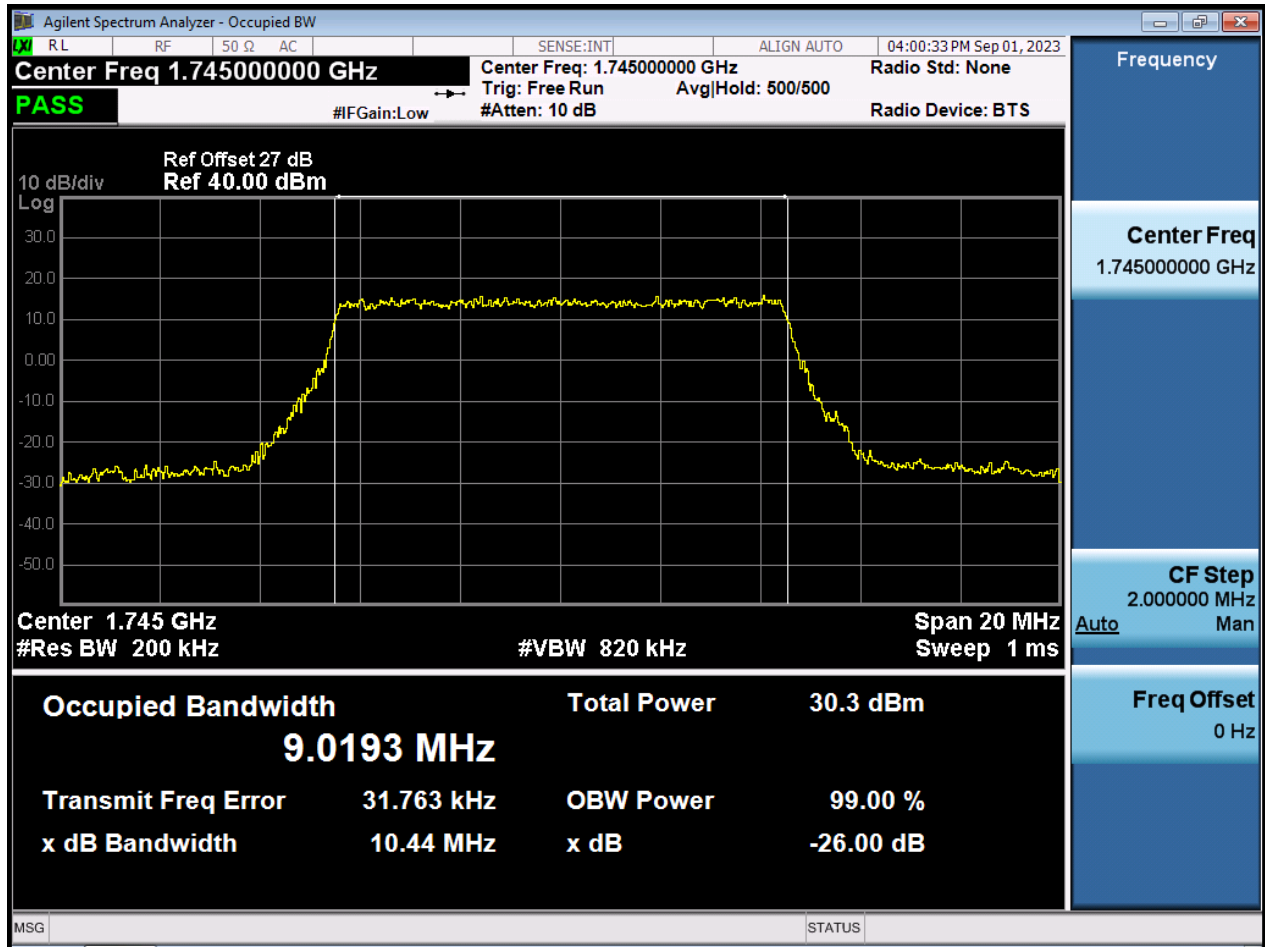 Agilent Spectrum Analyzer - Occupied BW
LXI RL RF 50 Ω AC SENSE:INT ALIGN AUTO 04:00:33 PM Sep 01, 2023
Center Freq 1.745000000 GHz
PASS
#IFGain:Low
Center Freq: 1.745000000 GHz
Trig: Free Run Avg|Hold: 500/500
#Atten: 10 dB
Radio Std: None
Radio Device: BTS
Ref Offset 27 dB
10 dB/div Ref 40.00 dBm
Log
30.0
20.0
10.0
0.00
-10.0
-20.0
-30.0
-40.0
-50.0
Center 1.745 GHz Span 20 MHz
#Res BW 200 kHz #VBW 820 kHz Sweep 1 ms
Occupied Bandwidth Total Power 30.3 dBm
9.0193 MHz
Transmit Freq Error 31.763 kHz OBW Power 99.00 %
x dB Bandwidth 10.44 MHz x dB -26.00 dB
Frequency
Center Freq
1.745000000 GHz
CF Step
2.000000 MHz
Auto Man
Freq Offset
0 Hz
MSG STATUS